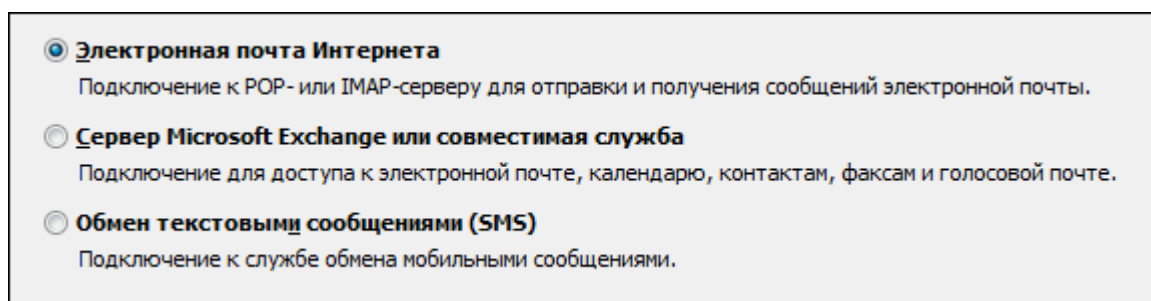 Электронная почта Интернета
Подключение к POP- или IMAP-серверу для отправки и получения сообщений электронной почты.
Сервер Microsoft Exchange или совместимая служба
Подключение для доступа к электронной почте, календарю, контактам, факсам и голосовой почте.
Обмен текстовыми сообщениями (SMS)
Подключение к службе обмена мобильными сообщениями.